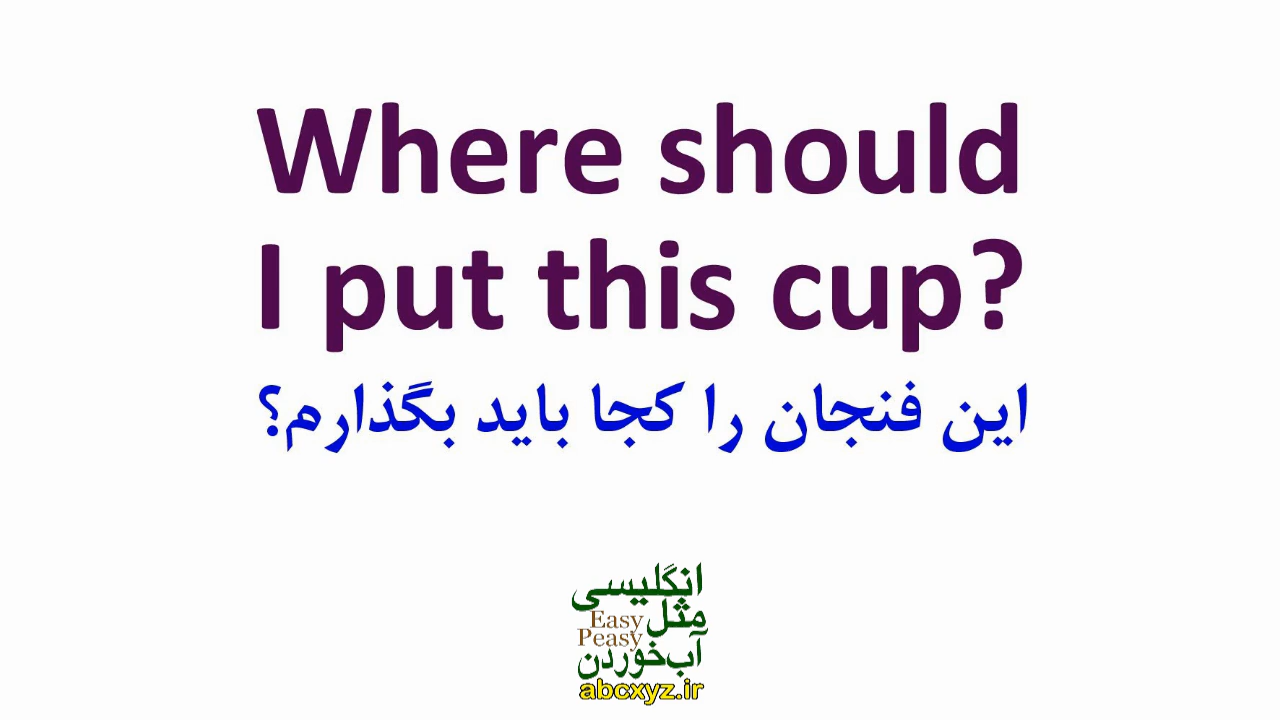 Where should
I put this cup?
این فنجان را کجا باید بگذارم؟
انگلیسی
مثل
Easy
Peasy
آب‌خوردن
abcxyz.ir